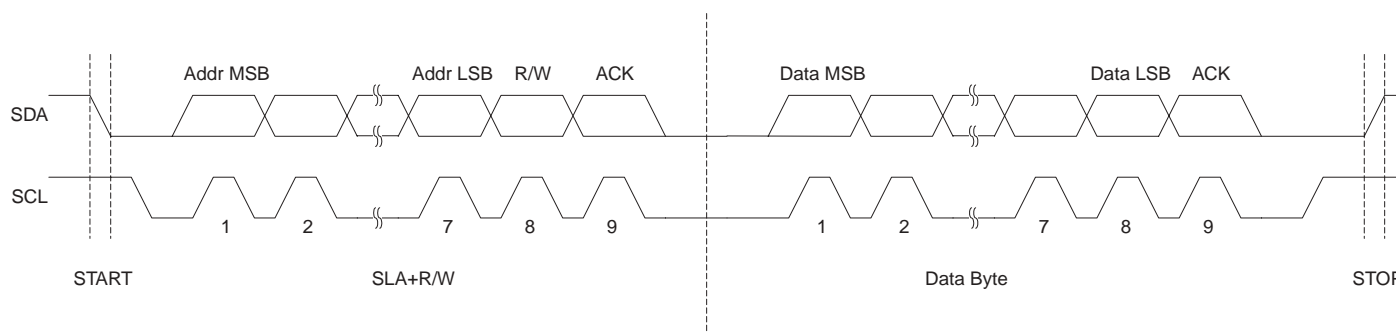 Addr MSB Addr LSB R/W ACK Data MSB Data LSB ACK
SDA
SCL
1 2 7 8 9 1 2 7 8 9
START SLA+R/W Data Byte STOP